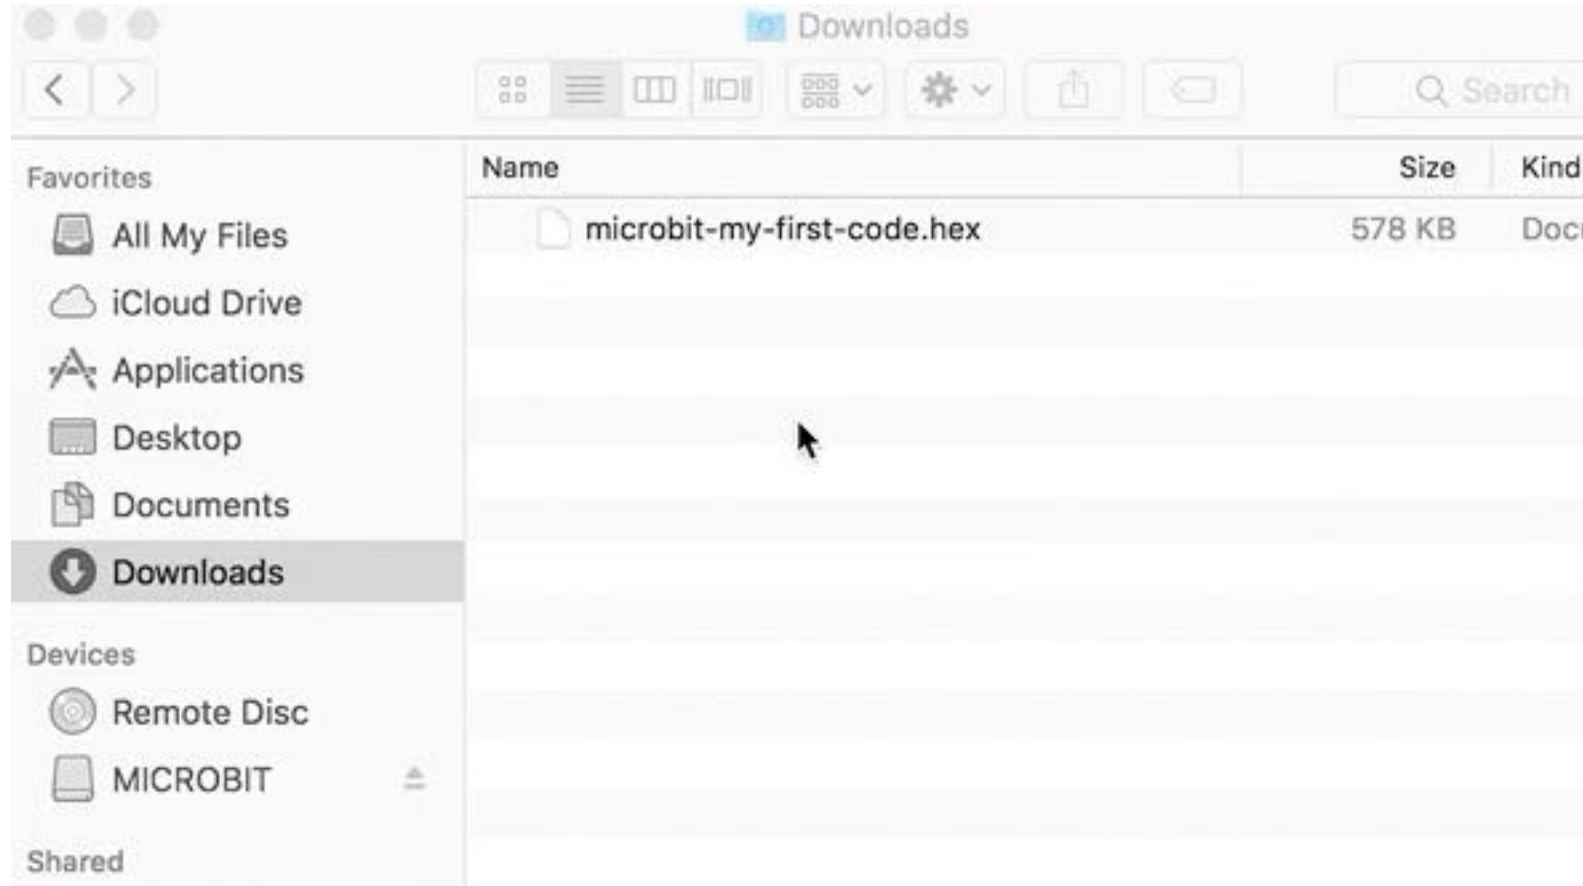 Downloads
Search
Favorites
All My Files
iCloud Drive
Applications
Desktop
Documents
Downloads
Devices
Remote Disc
MICROBIT
Shared
Name Size Kind
microbit-my-first-code.hex 578 KB